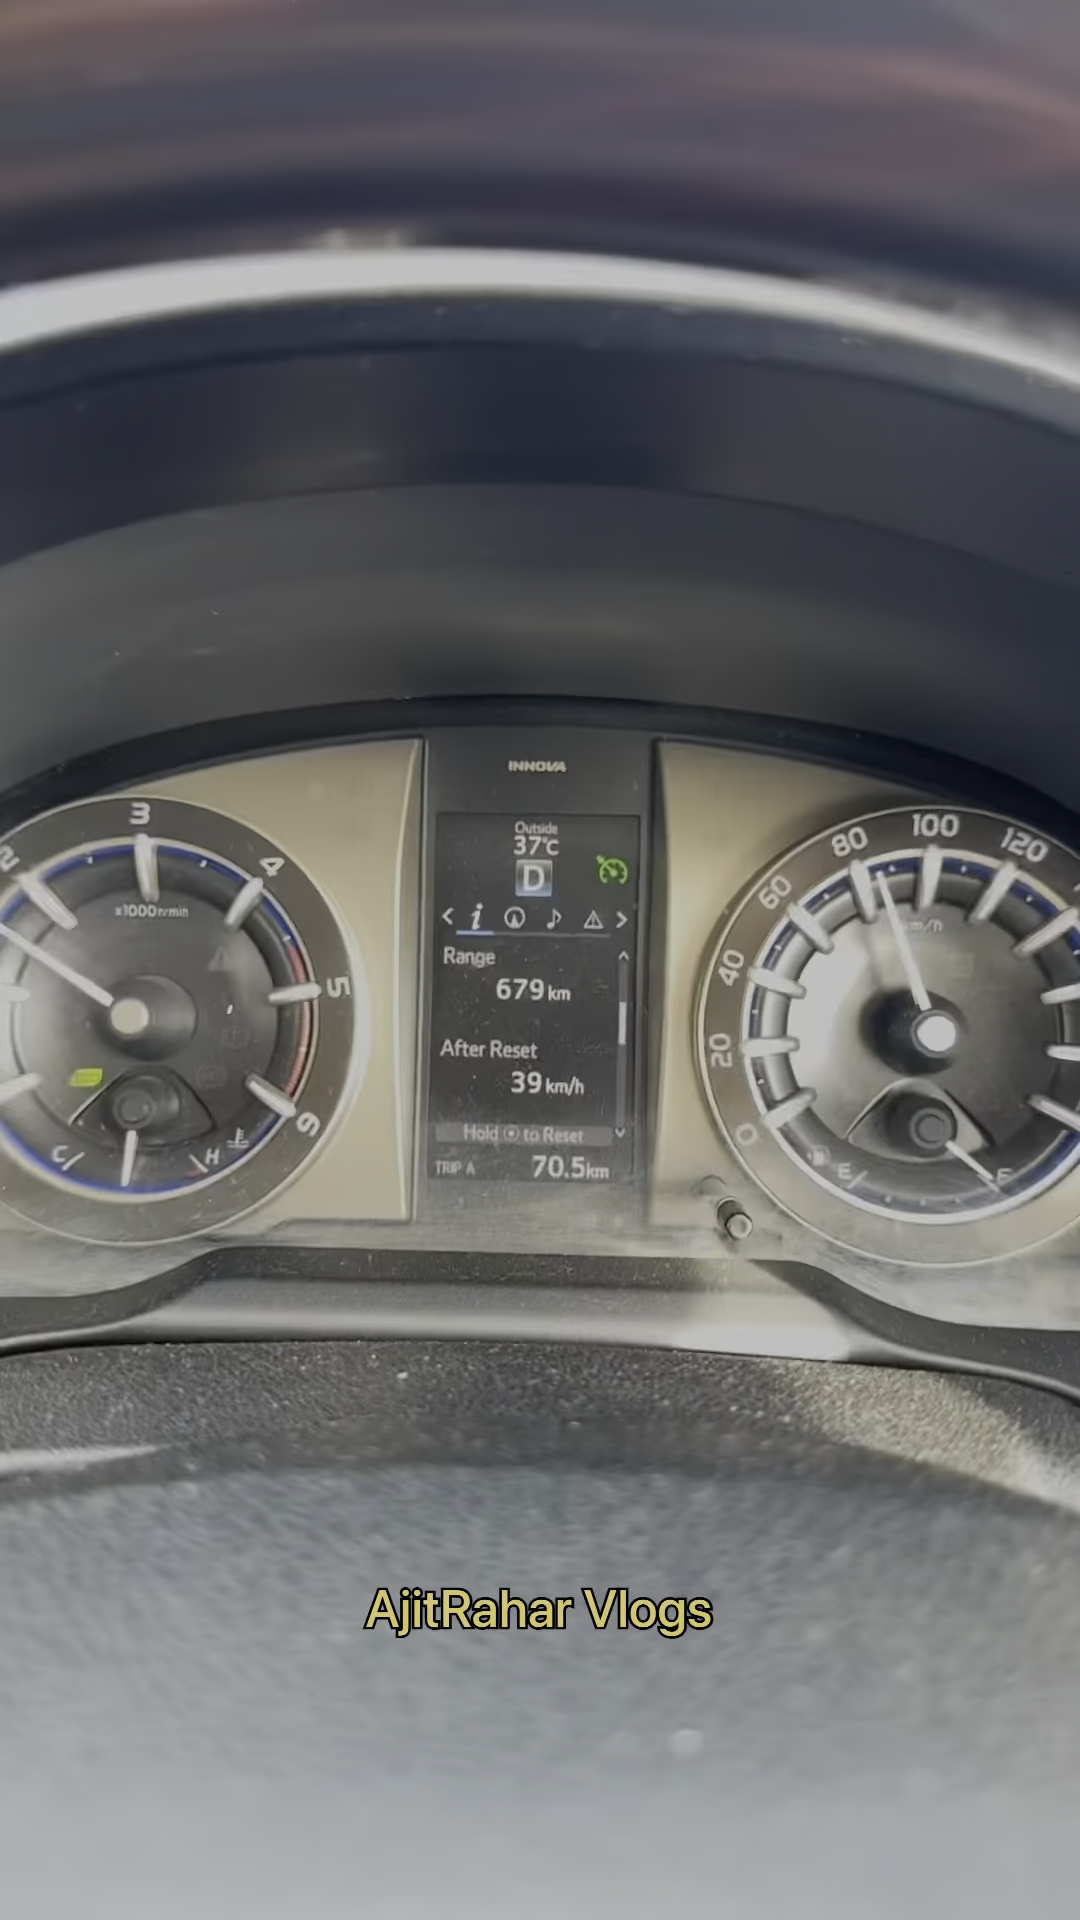 INNOVA
Outside
37°C
D
i
Range
679 km
After Reset
39 km/h
Hold to Reset
TRIP A 70.5km
2 3 4 5 6
x1000r/min
C H
0 20 40 60 80 100 120
km/h
E F
AjitRahar Vlogs